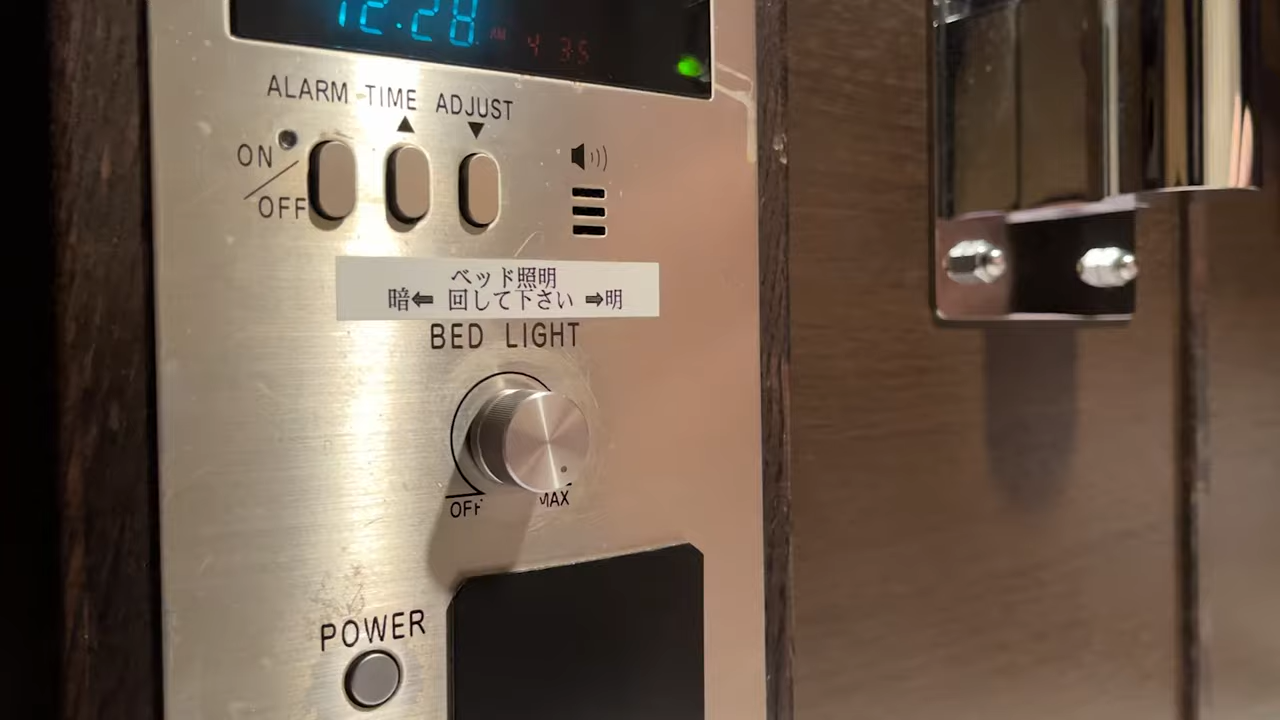 12:28
AM 4 35
ALARM TIME ADJUST
ON
OFF
ベッド照明
暗⬅ 回して下さい ➡明
BED LIGHT
OFF MAX
POWER